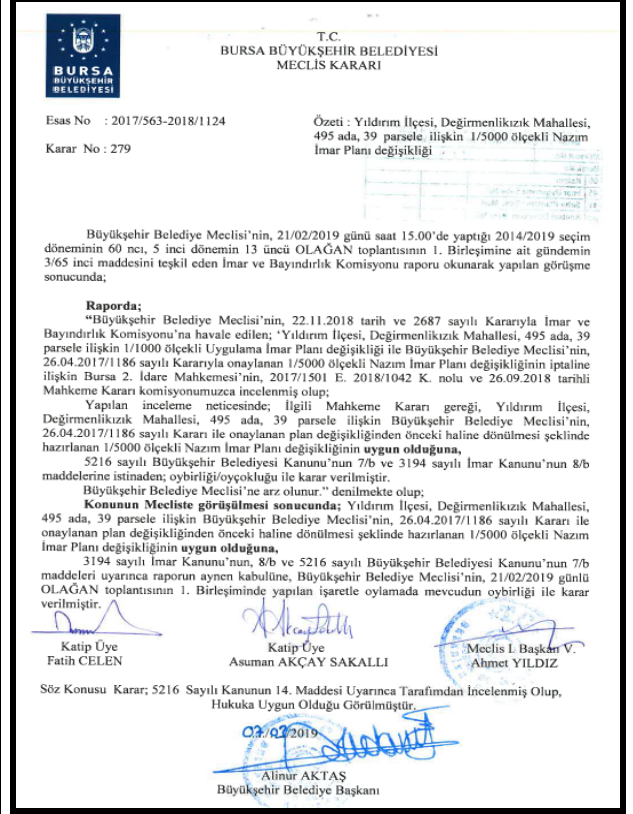 BURSA
BÜYÜKŞEHİR
BELEDİYESİ
T.C.
BURSA BÜYÜKŞEHİR BELEDİYESİ
MECLİS KARARI
Esas No : 2017/563-2018/1124
Karar No : 279
Özeti : Yıldırım İlçesi, Değirmenlikızık Mahallesi,
495 ada, 39 parsele ilişkin 1/5000 ölçekli Nazım
İmar Planı değişikliği
Büyükşehir Belediye Meclisi'nin, 21/02/2019 günü saat 15.00'de yaptığı 2014/2019 seçim
döneminin 60 ncı, 5 inci dönemin 13 üncü OLAĞAN toplantısının 1. Birleşimine ait gündemin
3/65 inci maddesini teşkil eden İmar ve Bayındırlık Komisyonu raporu okunarak yapılan görüşme
sonucunda;
Raporda;
"Büyükşehir Belediye Meclisi'nin, 22.11.2018 tarih ve 2687 sayılı Kararıyla İmar ve
Bayındırlık Komisyonu'na havale edilen; 'Yıldırım İlçesi, Değirmenlikızık Mahallesi, 495 ada, 39
parsele ilişkin 1/1000 ölçekli Uygulama İmar Planı değişikliği ile Büyükşehir Belediye Meclisi'nin,
26.04.2017/1186 sayılı Kararıyla onaylanan 1/5000 ölçekli Nazım İmar Planı değişikliğinin iptaline
ilişkin Bursa 2. İdare Mahkemesi'nin, 2017/1501 E. 2018/1042 K. nolu ve 26.09.2018 tarihli
Mahkeme Kararı komisyonumuzca incelenmiş olup;
Yapılan inceleme neticesinde; İlgili Mahkeme Kararı gereği, Yıldırım İlçesi,
Değirmenlikızık Mahallesi, 495 ada, 39 parsele ilişkin Büyükşehir Belediye Meclisi'nin,
26.04.2017/1186 sayılı Kararı ile onaylanan plan değişikliğinden önceki haline dönülmesi şeklinde
hazırlanan 1/5000 ölçekli Nazım İmar Planı değişikliğinin uygun olduğuna,
5216 sayılı Büyükşehir Belediyesi Kanunu'nun 7/b ve 3194 sayılı İmar Kanunu'nun 8/b
maddelerine istinaden; oybirliği/oyçokluğu ile karar verilmiştir.
Büyükşehir Belediye Meclisi'ne arz olunur." denilmekte olup;
Konunun Mecliste görüşülmesi sonucunda; Yıldırım İlçesi, Değirmenlikızık Mahallesi,
495 ada, 39 parsele ilişkin Büyükşehir Belediye Meclisi'nin, 26.04.2017/1186 sayılı Kararı ile
onaylanan plan değişikliğinden önceki haline dönülmesi şeklinde hazırlanan 1/5000 ölçekli Nazım
İmar Planı değişikliğinin uygun olduğuna,
3194 sayılı İmar Kanunu'nun, 8/b ve 5216 sayılı Büyükşehir Belediyesi Kanunu'nun 7/b
maddeleri uyarınca raporun aynen kabulüne, Büyükşehir Belediye Meclisi'nin, 21/02/2019 günlü
OLAĞAN toplantısının 1. Birleşiminde yapılan işaretle oylamada mevcudun oybirliği ile karar
verilmiştir.
Katip Üye
Fatih CELEN
Katip Üye
Asuman AKÇAY SAKALLI
Meclis I. Başkan V.
Ahmet YILDIZ
Söz Konusu Karar; 5216 Sayılı Kanunun 14. Maddesi Uyarınca Tarafımdan İncelenmiş Olup,
Hukuka Uygun Olduğu Görülmüştür.
07/03/2019
Alinur AKTAŞ
Büyükşehir Belediye Başkanı